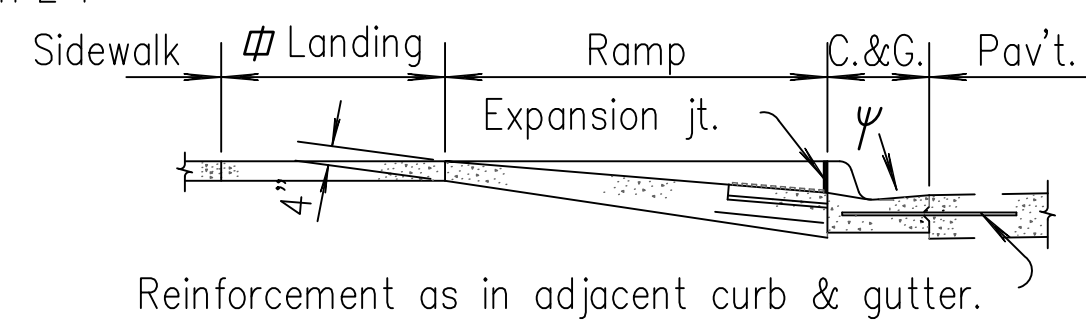 Sidewalk ⏀ Landing Ramp C.&G. Pav't.
Expansion jt.
ψ
4"
Reinforcement as in adjacent curb & gutter.